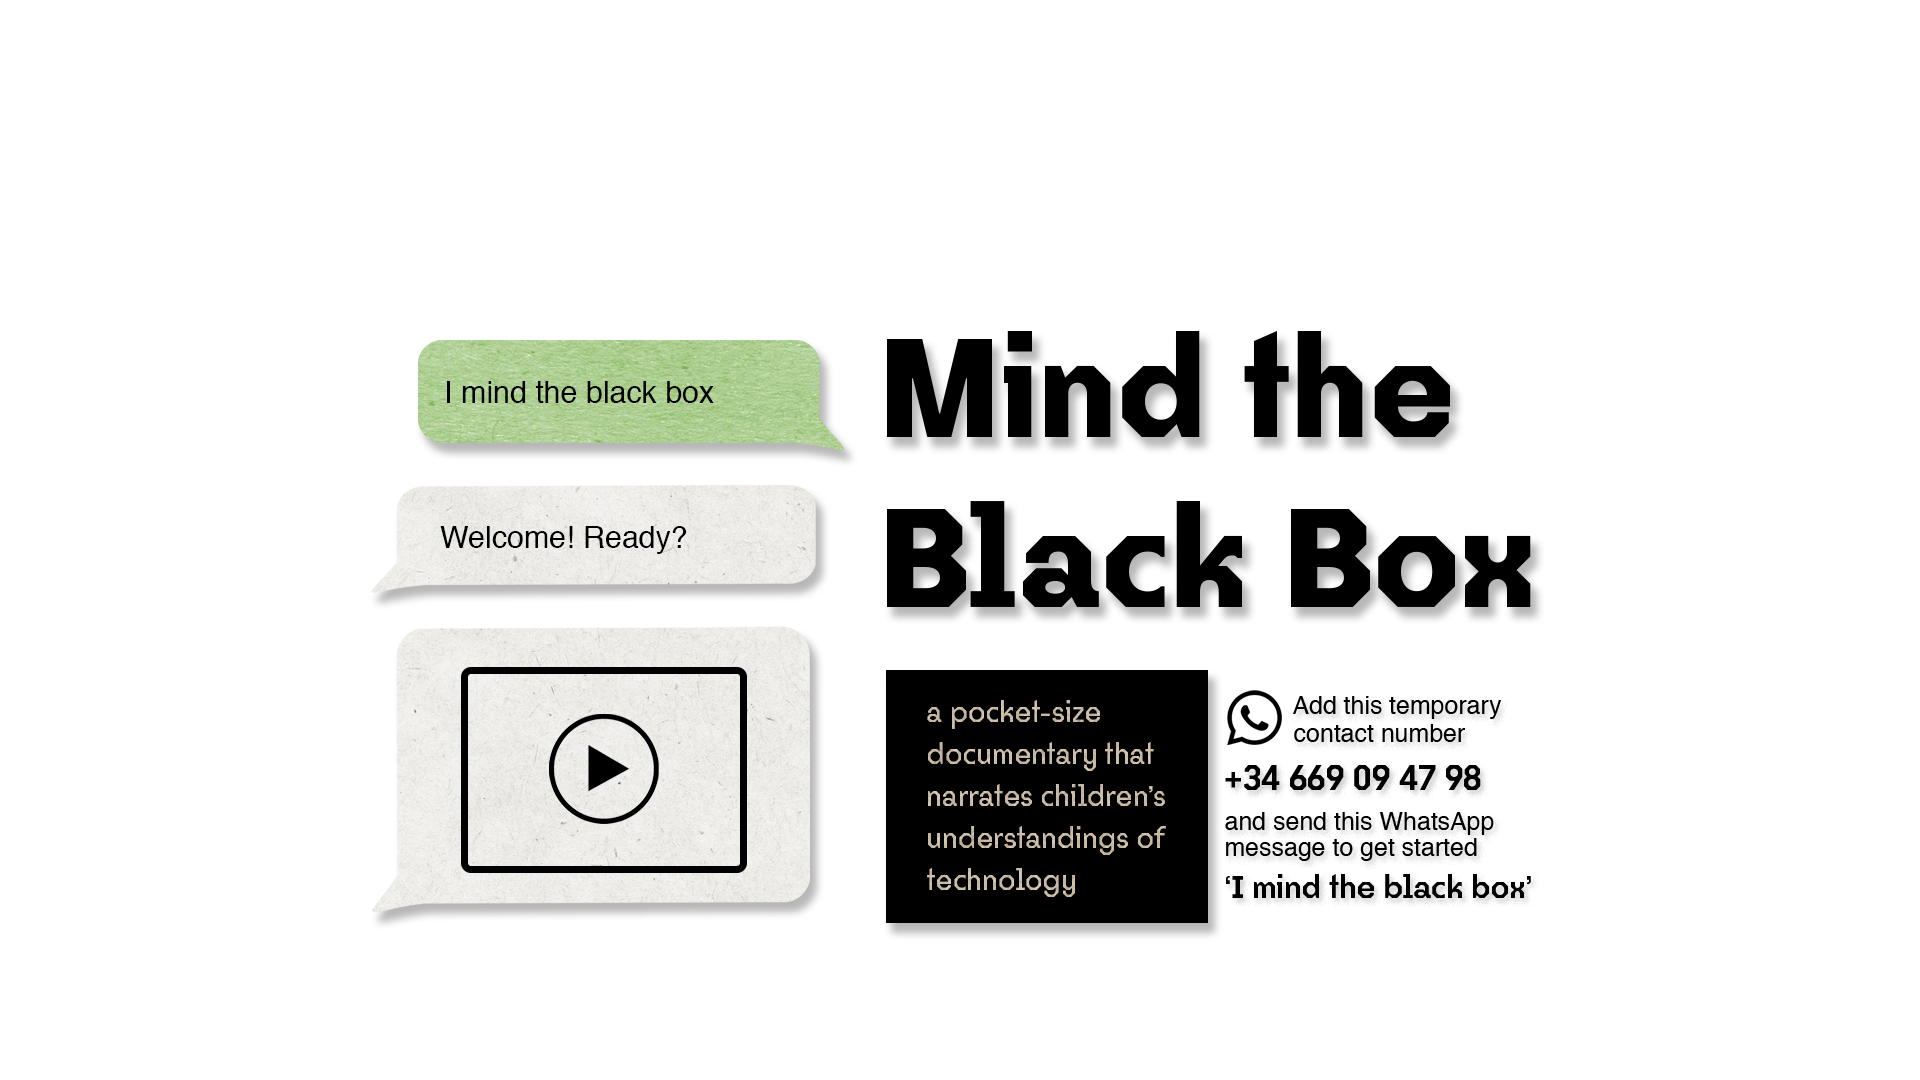 I mind the black box
Welcome! Ready?
Mind the
Black Box
a pocket-size
documentary that
narrates children’s
understandings of
technology
Add this temporary
contact number
+34 669 09 47 98
and send this WhatsApp
message to get started
‘I mind the black box’